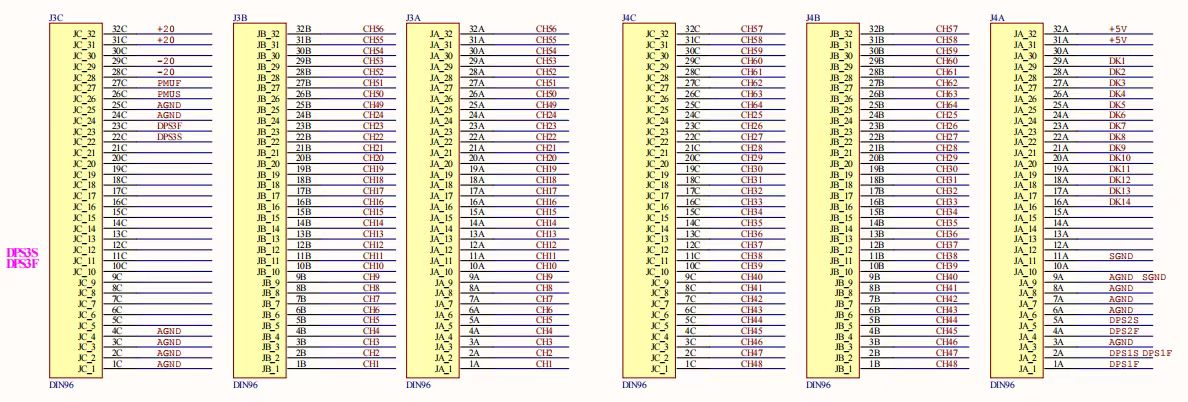 J3C
JC_32 32C +20
JC_31 31C +20
JC_30 30C
JC_29 29C -20
JC_28 28C -20
JC_27 27C PMUF
JC_26 26C PMUS
JC_25 25C AGND
JC_24 24C AGND
JC_23 23C DPS3F
JC_22 22C DPS3S
JC_21 21C
JC_20 20C
JC_19 19C
JC_18 18C
JC_17 17C
JC_16 16C
JC_15 15C
JC_14 14C
JC_13 13C
JC_12 12C
JC_11 11C
JC_10 10C
JC_9 9C
JC_8 8C
JC_7 7C
JC_6 6C
JC_5 5C
JC_4 4C AGND
JC_3 3C AGND
JC_2 2C AGND
JC_1 1C AGND
DIN96
DPS3S
DPS3F
J3B
JB_32 32B CH56
JB_31 31B CH55
JB_30 30B CH54
JB_29 29B CH53
JB_28 28B CH52
JB_27 27B CH51
JB_26 26B CH50
JB_25 25B CH49
JB_24 24B CH24
JB_23 23B CH23
JB_22 22B CH22
JB_21 21B CH21
JB_20 20B CH20
JB_19 19B CH19
JB_18 18B CH18
JB_17 17B CH17
JB_16 16B CH16
JB_15 15B CH15
JB_14 14B CH14
JB_13 13B CH13
JB_12 12B CH12
JB_11 11B CH11
JB_10 10B CH10
JB_9 9B CH9
JB_8 8B CH8
JB_7 7B CH7
JB_6 6B CH6
JB_5 5B CH5
JB_4 4B CH4
JB_3 3B CH3
JB_2 2B CH2
JB_1 1B CH1
DIN96
J3A
JA_32 32A CH56
JA_31 31A CH55
JA_30 30A CH54
JA_29 29A CH53
JA_28 28A CH52
JA_27 27A CH51
JA_26 26A CH50
JA_25 25A CH49
JA_24 24A CH24
JA_23 23A CH23
JA_22 22A CH22
JA_21 21A CH21
JA_20 20A CH20
JA_19 19A CH19
JA_18 18A CH18
JA_17 17A CH17
JA_16 16A CH16
JA_15 15A CH15
JA_14 14A CH14
JA_13 13A CH13
JA_12 12A CH12
JA_11 11A CH11
JA_10 10A CH10
JA_9 9A CH9
JA_8 8A CH8
JA_7 7A CH7
JA_6 6A CH6
JA_5 5A CH5
JA_4 4A CH4
JA_3 3A CH3
JA_2 2A CH2
JA_1 1A CH1
DIN96
J4C
JC_32 32C CH57
JC_31 31C CH58
JC_30 30C CH59
JC_29 29C CH60
JC_28 28C CH61
JC_27 27C CH62
JC_26 26C CH63
JC_25 25C CH64
JC_24 24C CH25
JC_23 23C CH26
JC_22 22C CH27
JC_21 21C CH28
JC_20 20C CH29
JC_19 19C CH30
JC_18 18C CH31
JC_17 17C CH32
JC_16 16C CH33
JC_15 15C CH34
JC_14 14C CH35
JC_13 13C CH36
JC_12 12C CH37
JC_11 11C CH38
JC_10 10C CH39
JC_9 9C CH40
JC_8 8C CH41
JC_7 7C CH42
JC_6 6C CH43
JC_5 5C CH44
JC_4 4C CH45
JC_3 3C CH46
JC_2 2C CH47
JC_1 1C CH48
DIN96
J4B
JB_32 32B CH57
JB_31 31B CH58
JB_30 30B CH59
JB_29 29B CH60
JB_28 28B CH61
JB_27 27B CH62
JB_26 26B CH63
JB_25 25B CH64
JB_24 24B CH25
JB_23 23B CH26
JB_22 22B CH27
JB_21 21B CH28
JB_20 20B CH29
JB_19 19B CH30
JB_18 18B CH31
JB_17 17B CH32
JB_16 16B CH33
JB_15 15B CH34
JB_14 14B CH35
JB_13 13B CH36
JB_12 12B CH37
JB_11 11B CH38
JB_10 10B CH39
JB_9 9B CH40
JB_8 8B CH41
JB_7 7B CH42
JB_6 6B CH43
JB_5 5B CH44
JB_4 4B CH45
JB_3 3B CH46
JB_2 2B CH47
JB_1 1B CH48
DIN96
J4A
JA_32 32A +5V
JA_31 31A +5V
JA_30 30A
JA_29 29A DK1
JA_28 28A DK2
JA_27 27A DK3
JA_26 26A DK4
JA_25 25A DK5
JA_24 24A DK6
JA_23 23A DK7
JA_22 22A DK8
JA_21 21A DK9
JA_20 20A DK10
JA_19 19A DK11
JA_18 18A DK12
JA_17 17A DK13
JA_16 16A DK14
JA_15 15A
JA_14 14A
JA_13 13A
JA_12 12A
JA_11 11A SGND
JA_10 10A
JA_9 9A AGND SGND
JA_8 8A AGND
JA_7 7A AGND
JA_6 6A AGND
JA_5 5A DPS2S
JA_4 4A DPS2F
JA_3 3A AGND
JA_2 2A DPS1S DPS1F
JA_1 1A DPS1F
DIN96